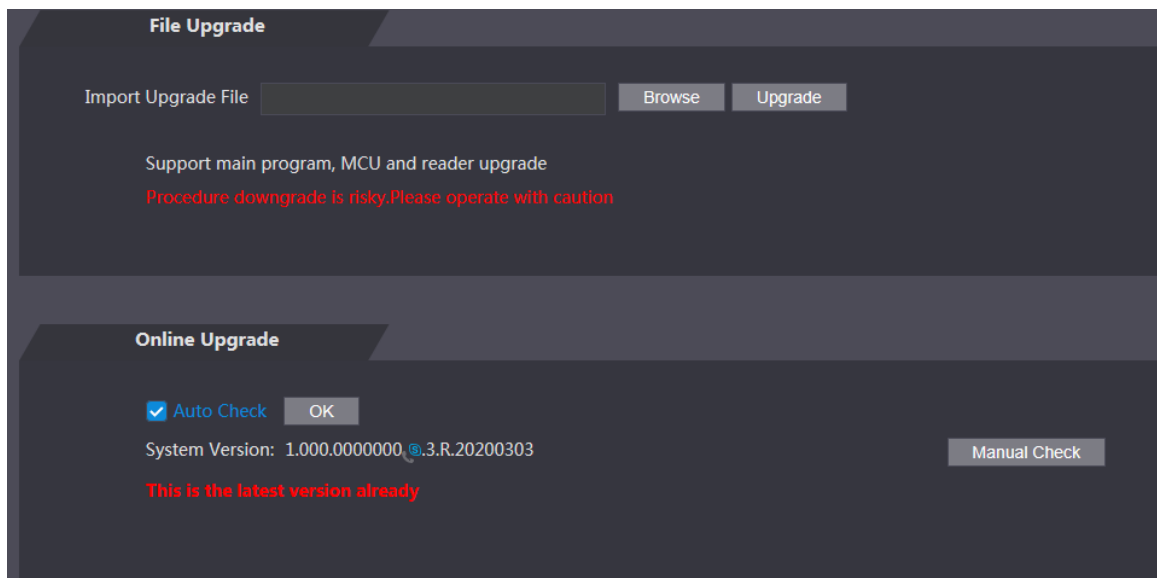 File Upgrade
Import Upgrade File Browse Upgrade
Support main program, MCU and reader upgrade
Procedure downgrade is risky.Please operate with caution
Online Upgrade
Auto Check OK
System Version: 1.000.0000000.3.R.20200303 Manual Check
This is the latest version already